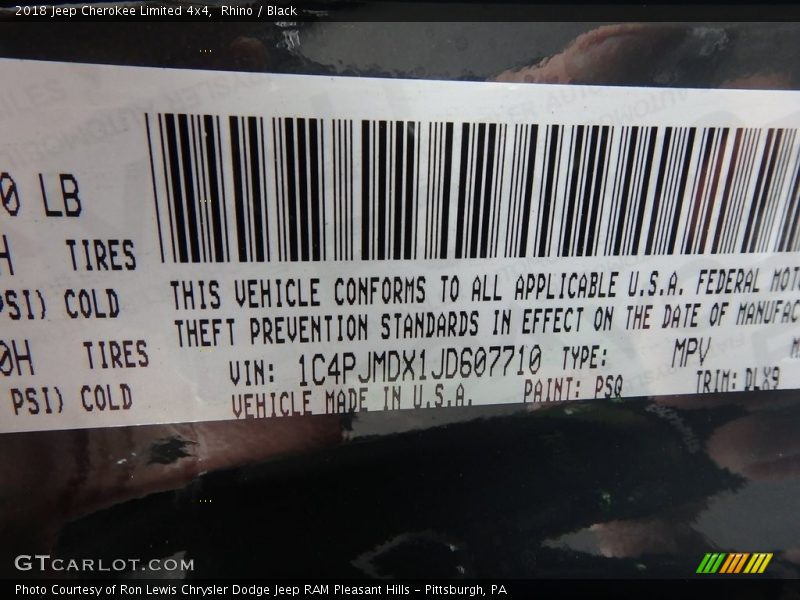 2018 Jeep Cherokee Limited 4x4, Rhino / Black
0 LB
H TIRES
PSI) COLD
0H TIRES
PSI) COLD
THIS VEHICLE CONFORMS TO ALL APPLICABLE U.S.A. FEDERAL MOTO
THEFT PREVENTION STANDARDS IN EFFECT ON THE DATE OF MANUFAC
VIN: 1C4PJMDX1JD607710 TYPE: MPV
VEHICLE MADE IN U.S.A. PAINT: PSQ TRIM: DLX9
GTCARLOT.COM
Photo Courtesy of Ron Lewis Chrysler Dodge Jeep RAM Pleasant Hills - Pittsburgh, PA